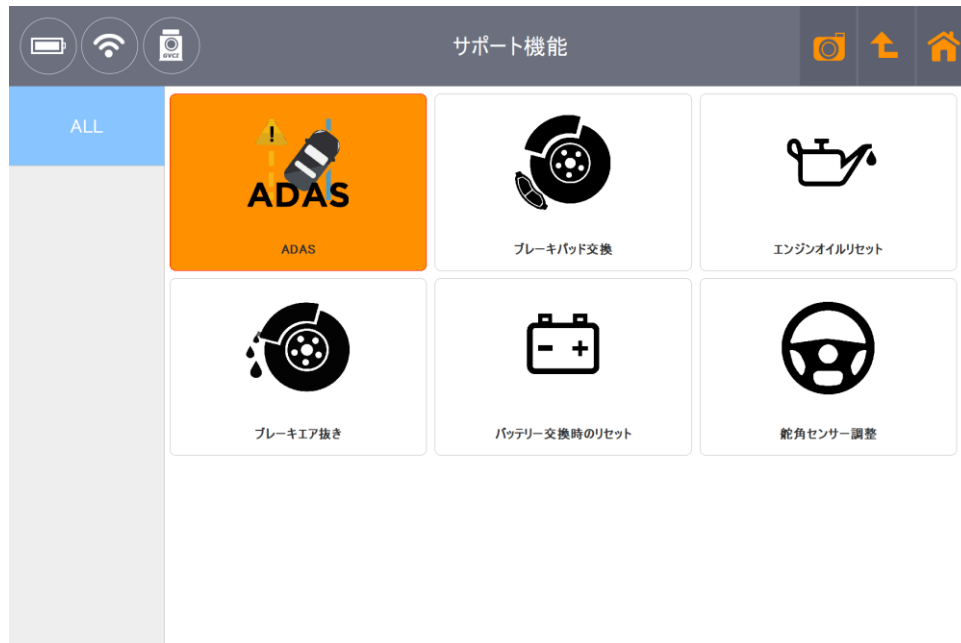 GVCI
サポート機能
ALL
ADAS
ADAS
ブレーキパッド交換
エンジンオイルリセット
ブレーキエア抜き
バッテリー交換時のリセット
舵角センサー調整